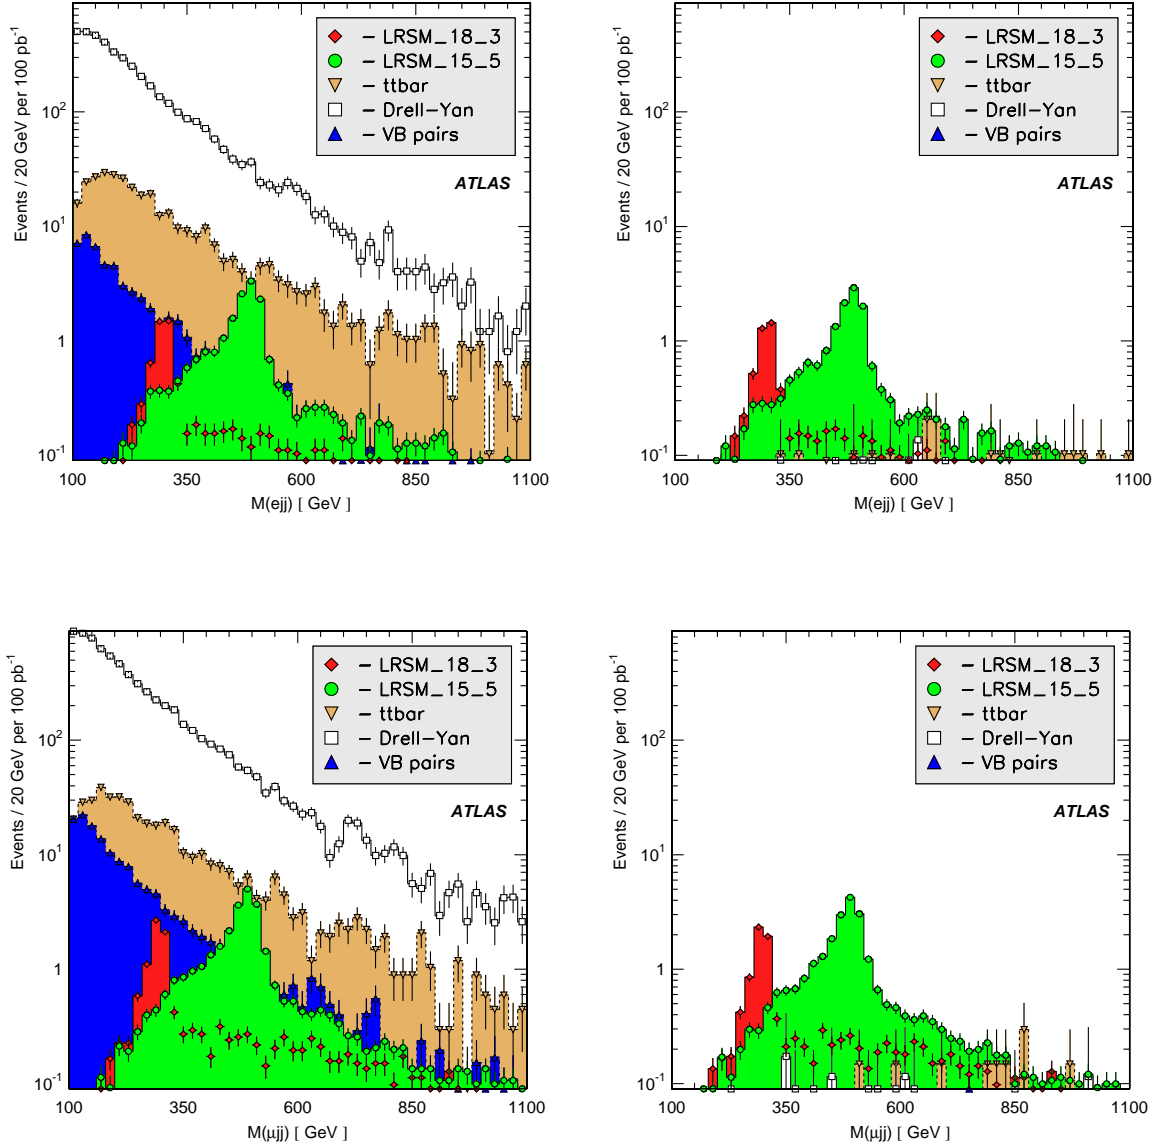 Events / 20 GeV per 100 pb-1
10²
10
1
10-1
– LRSM_18_3
– LRSM_15_5
– ttbar
– Drell–Yan
– VB pairs
ATLAS
100 350 600 850 1100
M(ejj) [ GeV ]
Events / 20 GeV per 100 pb-1
10²
10
1
10-1
– LRSM_18_3
– LRSM_15_5
– ttbar
– Drell–Yan
– VB pairs
ATLAS
100 350 600 850 1100
M(ejj) [ GeV ]
Events / 20 GeV per 100 pb-1
10²
10
1
10-1
– LRSM_18_3
– LRSM_15_5
– ttbar
– Drell–Yan
– VB pairs
ATLAS
100 350 600 850 1100
M(μjj) [ GeV ]
Events / 20 GeV per 100 pb-1
10²
10
1
10-1
– LRSM_18_3
– LRSM_15_5
– ttbar
– Drell–Yan
– VB pairs
ATLAS
100 350 600 850 1100
M(μjj) [ GeV ]